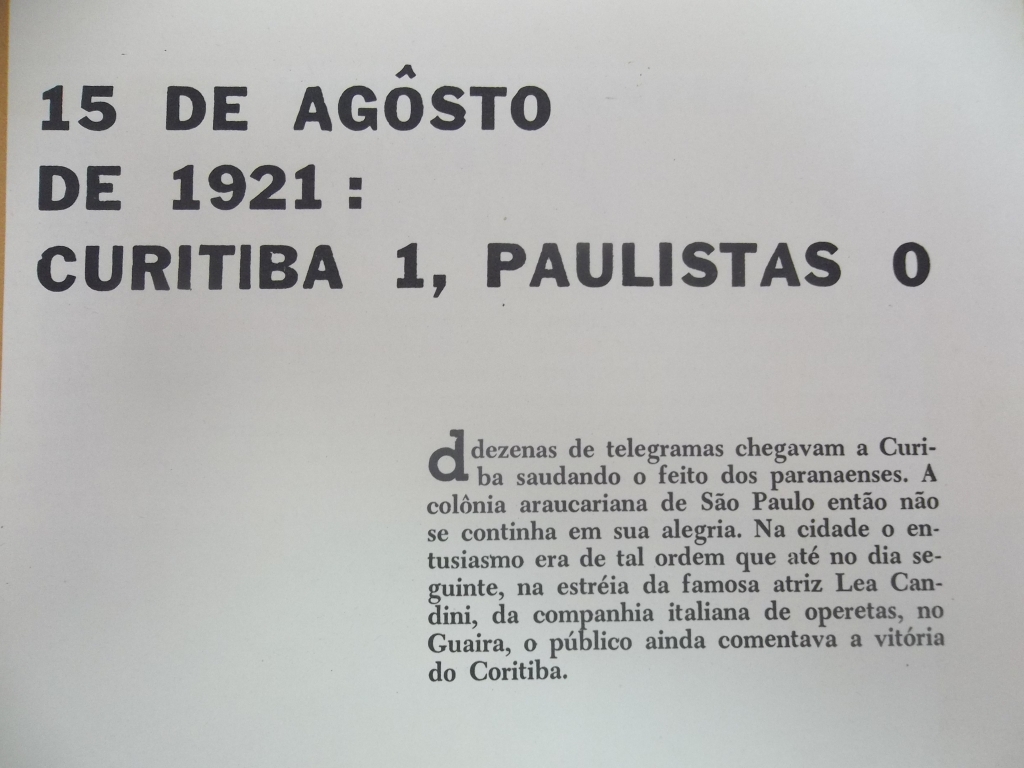 15 DE AGÔSTO
DE 1921 :
CURITIBA 1, PAULISTAS 0
ddezenas de telegramas chegavam a Curi-
ba saudando o feito dos paranaenses. A
colônia araucariana de São Paulo então não
se continha em sua alegria. Na cidade o en-
tusiasmo era de tal ordem que até no dia se-
guinte, na estréia da famosa atriz Lea Can-
dini, da companhia italiana de operetas, no
Guaira, o público ainda comentava a vitória
do Coritiba.